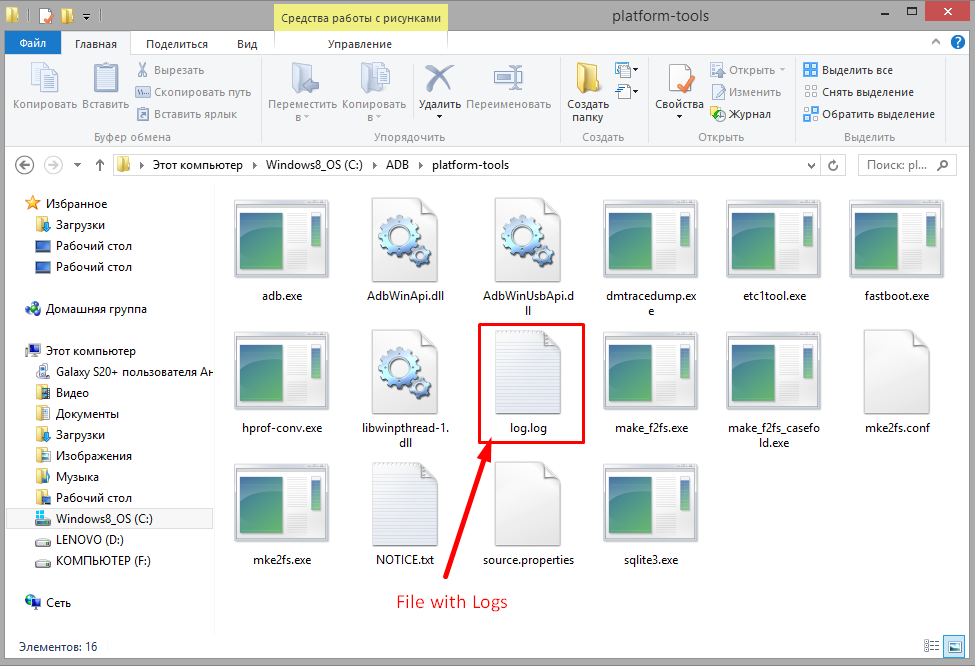 Средства работы с рисунками
platform-tools
Файл
Главная
Поделиться
Вид
Управление
Копировать
Вставить
Вырезать
Скопировать путь
Вставить ярлык
Буфер обмена
Переместить в
Копировать в
Удалить
Переименовать
Упорядочить
Создать папку
Создать
Свойства
Открыть
Изменить
Журнал
Открыть
Выделить все
Снять выделение
Обратить выделение
Выделить
Этот компьютер
Windows8_OS (C:)
ADB
platform-tools
Поиск: pl...
Избранное
Загрузки
Рабочий стол
Рабочий стол
Домашняя группа
Этот компьютер
Galaxy S20+ пользователя Ан
Видео
Документы
Загрузки
Изображения
Музыка
Рабочий стол
Windows8_OS (C:)
LENOVO (D:)
КОМПЬЮТЕР (F:)
Сеть
adb.exe
AdbWinApi.dll
AdbWinUsbApi.d
ll
dmtracedump.ex
e
etc1tool.exe
fastboot.exe
hprof-conv.exe
libwinpthread-1.
dll
log.log
make_f2fs.exe
make_f2fs_casefo
ld.exe
mke2fs.conf
mke2fs.exe
NOTICE.txt
source.properties
sqlite3.exe
File with Logs
Элементов: 16